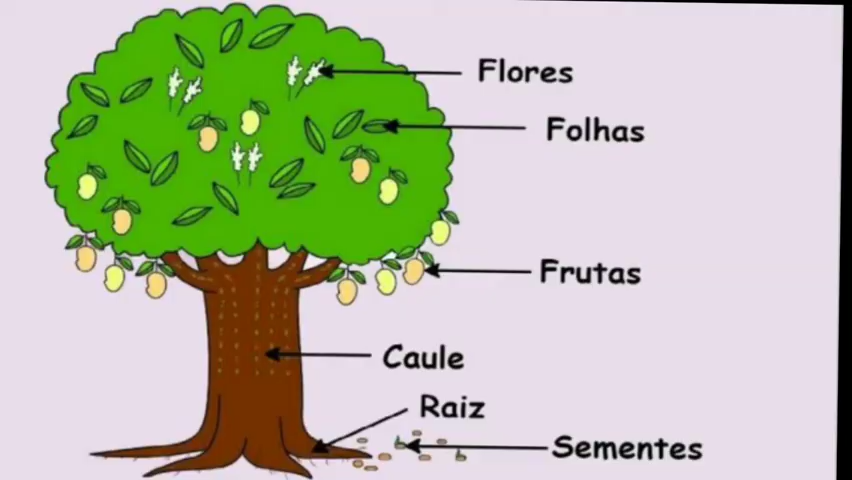 Flores
Folhas
Frutas
Caule
Raiz
Sementes